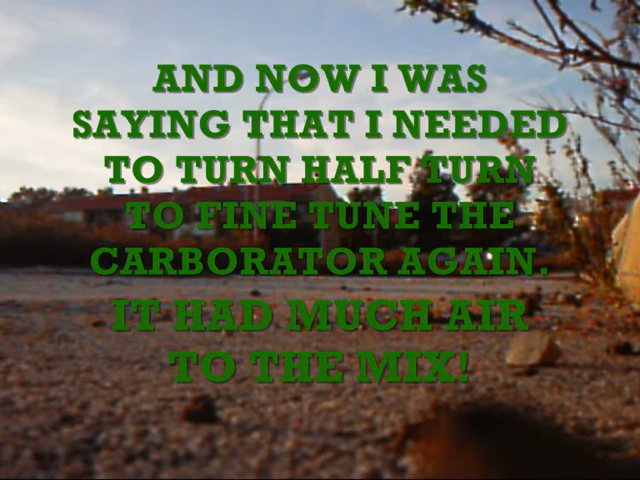 AND NOW I WAS
SAYING THAT I NEEDED
TO TURN HALF TURN
TO FINE TUNE THE
CARBORATOR AGAIN.
IT HAD MUCH AIR
TO THE MIX!